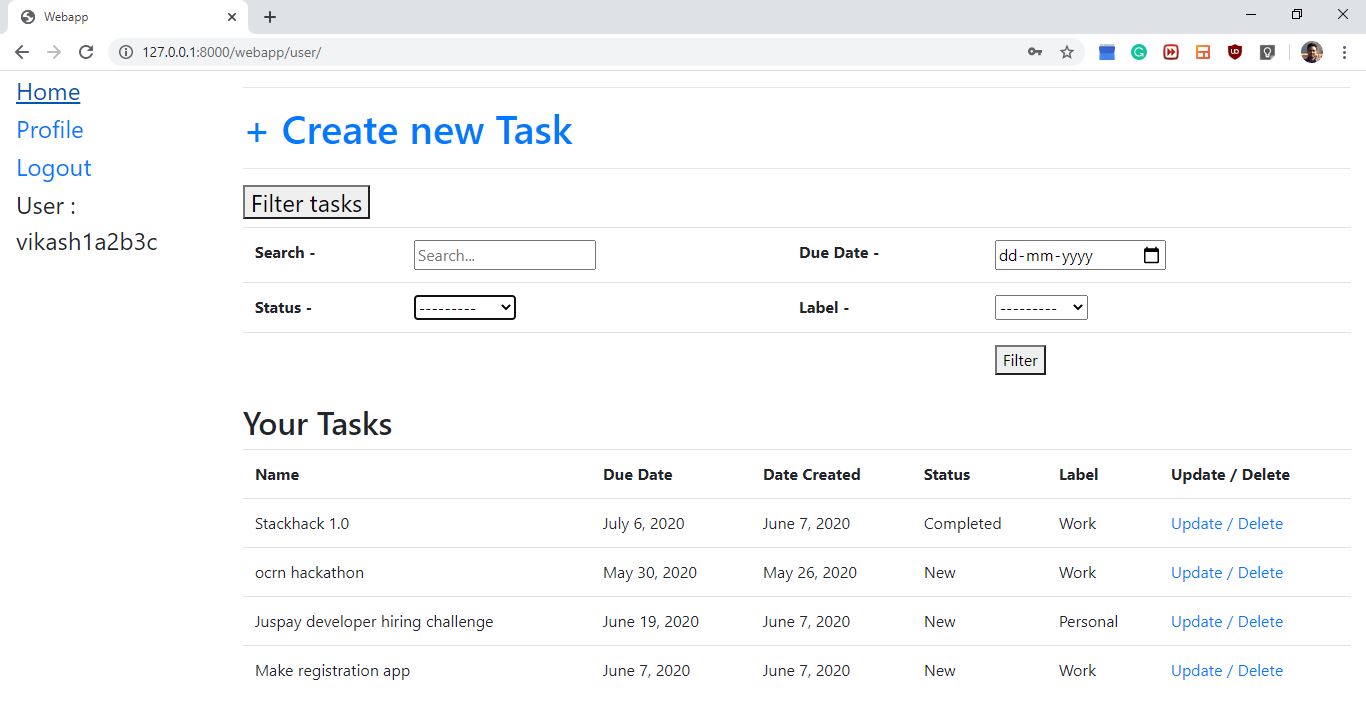 Webapp
127.0.0.1:8000/webapp/user/
Home
Profile
Logout
User :
vikash1a2b3c
+ Create new Task
Filter tasks
Search - Search... Due Date - dd-mm-yyyy
Status - --------- Label - ---------
Filter
Your Tasks
Name Due Date Date Created Status Label Update / Delete
Stackhack 1.0 July 6, 2020 June 7, 2020 Completed Work Update / Delete
ocrn hackathon May 30, 2020 May 26, 2020 New Work Update / Delete
Juspay developer hiring challenge June 19, 2020 June 7, 2020 New Personal Update / Delete
Make registration app June 7, 2020 June 7, 2020 New Work Update / Delete